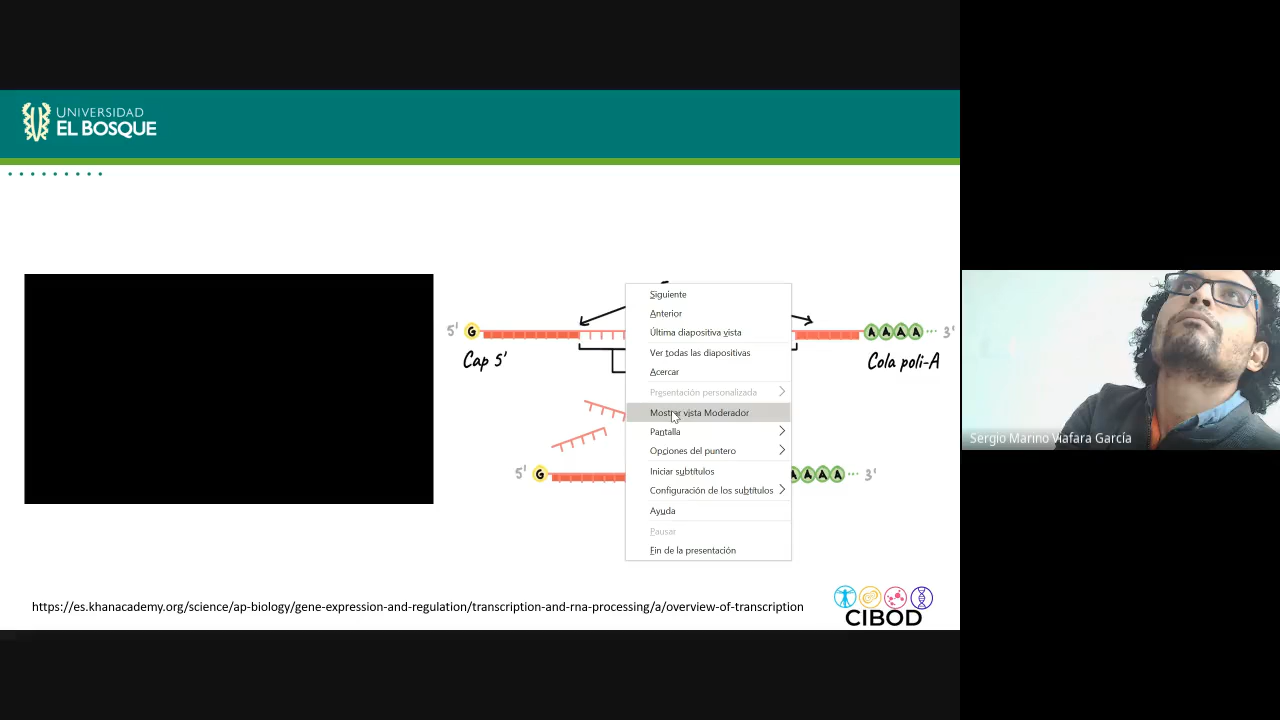 UNIVERSIDAD
EL BOSQUE
Siguiente
Anterior
Última diapositiva vista
Ver todas las diapositivas
Acercar
Presentación personalizada
Mostrar vista Moderador
Pantalla
Opciones del puntero
Iniciar subtítulos
Configuración de los subtítulos
Ayuda
Pausar
Fin de la presentación
5' G A A A A ... 3'
Cap 5' Cola poli-A
5' G A A A ... 3'
Sergio Marino Viafara García
https://es.khanacademy.org/science/ap-biology/gene-expression-and-regulation/transcription-and-rna-processing/a/overview-of-transcription
CIBOD